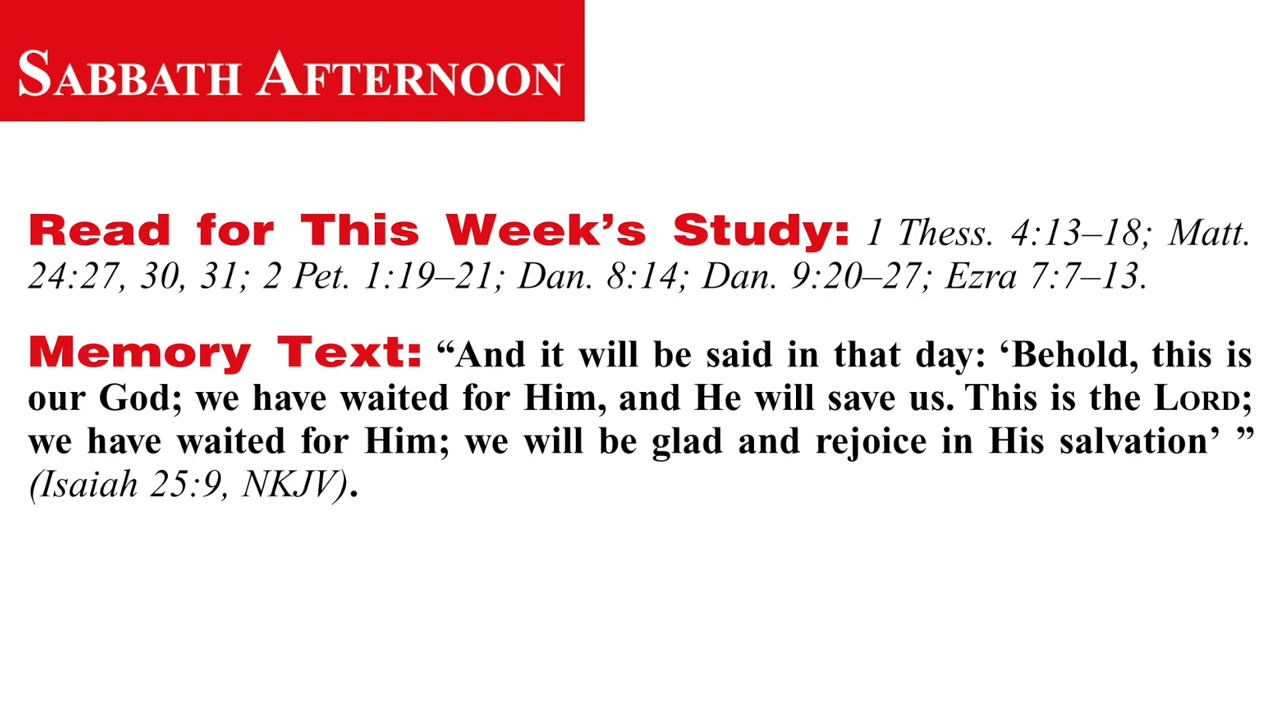 SABBATH AFTERNOON
Read for This Week’s Study: 1 Thess. 4:13–18; Matt.
24:27, 30, 31; 2 Pet. 1:19–21; Dan. 8:14; Dan. 9:20–27; Ezra 7:7–13.
Memory Text: “And it will be said in that day: ‘Behold, this is
our God; we have waited for Him, and He will save us. This is the LORD;
we have waited for Him; we will be glad and rejoice in His salvation’ ”
(Isaiah 25:9, NKJV).